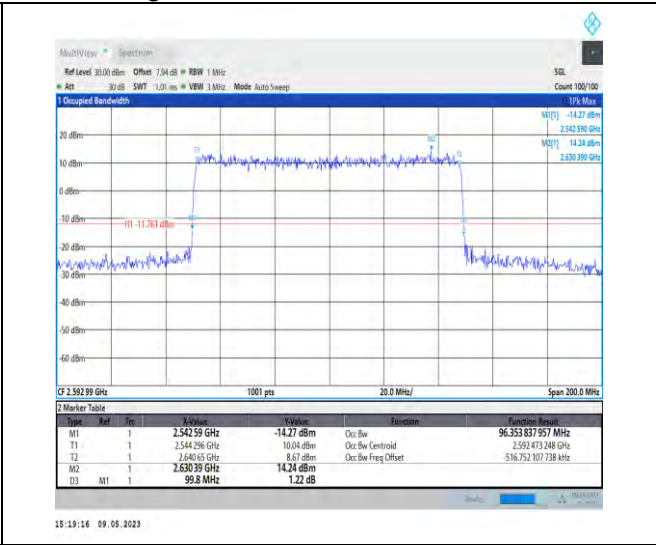 MultiView Spectrum
Ref Level 30.00 dBm Offset 7.94 dB RBW 1 MHz SGL
Att 30 dB SWT 1.01 ms VBW 3 MHz Mode Auto Sweep Count 100/100
1 Occupied Bandwidth 1Pk Max
M1[1] -14.27 dBm
2.542 590 GHz
M2[1] 14.24 dBm
2.630 390 GHz
20 dBm
10 dBm
0 dBm
-10 dBm
H1 -11.761 dBm
-20 dBm
-30 dBm
-40 dBm
-50 dBm
-60 dBm
T1
M2
T2
M1
CF 2.592 99 GHz 1001 pts 20.0 MHz/ Span 200.0 MHz
2 Marker Table
Type Ref Trc X-Value Y-Value Function Function Result
M1 1 2.542 59 GHz -14.27 dBm Occ Bw 96.353 837 957 MHz
T1 1 2.544 296 GHz 10.04 dBm Occ Bw Centroid 2.592 473 248 GHz
T2 1 2.640 65 GHz 8.67 dBm Occ Bw Freq Offset -516.752 107 738 kHz
M2 1 2.630 39 GHz 14.24 dBm
D3 M1 1 99.8 MHz 1.22 dB
15:19:16 09.05.2023